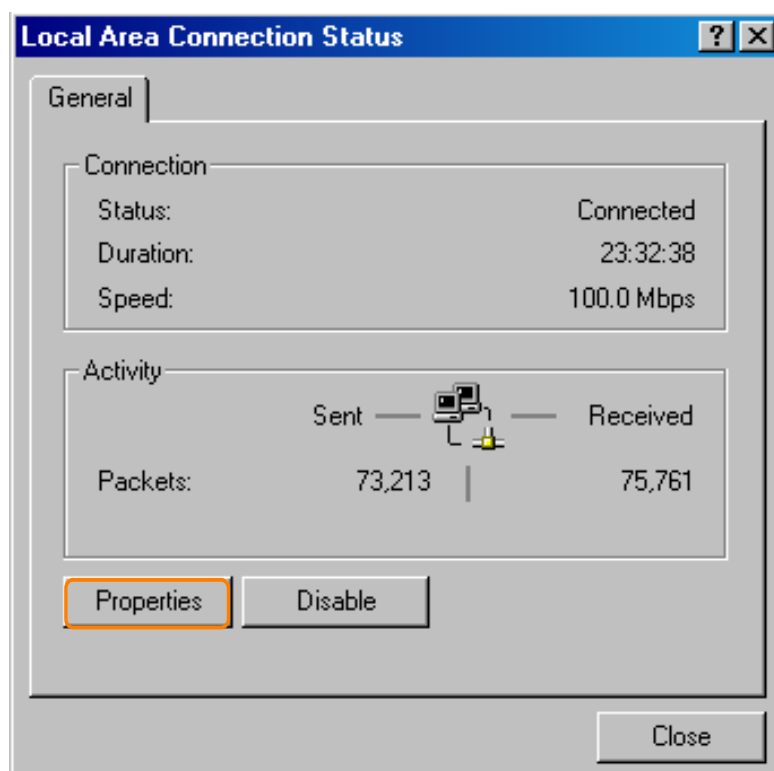 Local Area Connection Status
General
Connection
Status: Connected
Duration: 23:32:38
Speed: 100.0 Mbps
Activity
Sent Received
Packets: 73,213 75,761
Properties Disable
Close